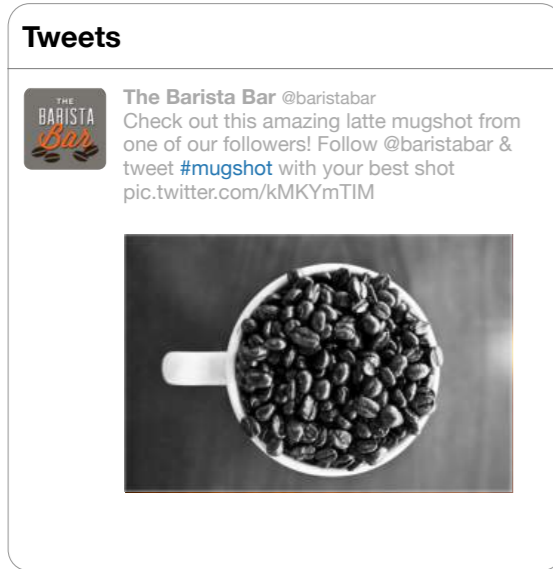 Tweets
THE
BARISTA
Bar
The Barista Bar @baristabar
Check out this amazing latte mugshot from
one of our followers! Follow @baristabar &
tweet #mugshot with your best shot
pic.twitter.com/kMKYmTIM